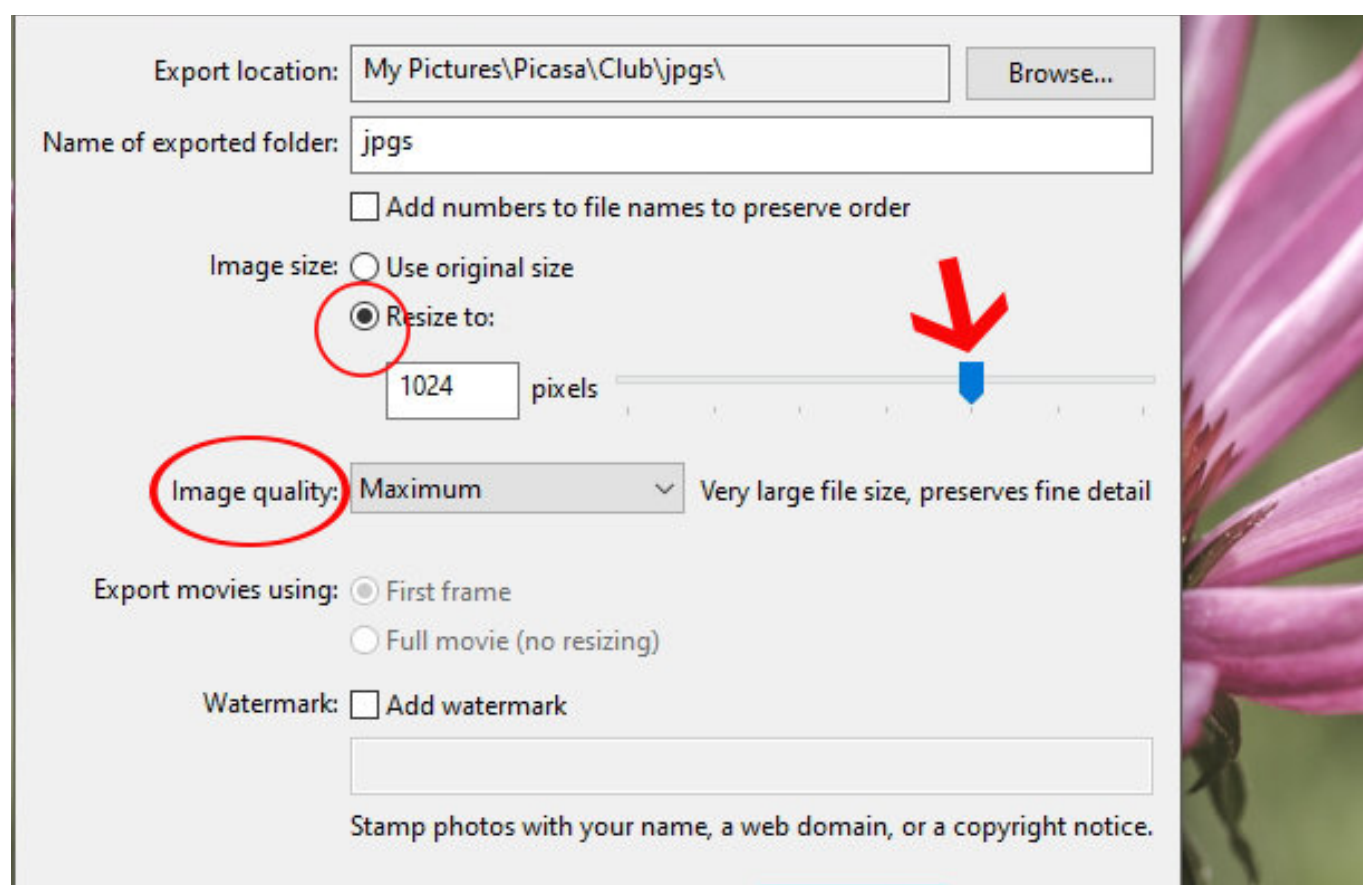 Export location: My Pictures\Picasa\Club\jpgs\ Browse...
Name of exported folder: jpgs
Add numbers to file names to preserve order
Image size: Use original size
Resize to:
1024 pixels
Image quality: Maximum Very large file size, preserves fine detail
Export movies using: First frame
Full movie (no resizing)
Watermark: Add watermark
Stamp photos with your name, a web domain, or a copyright notice.